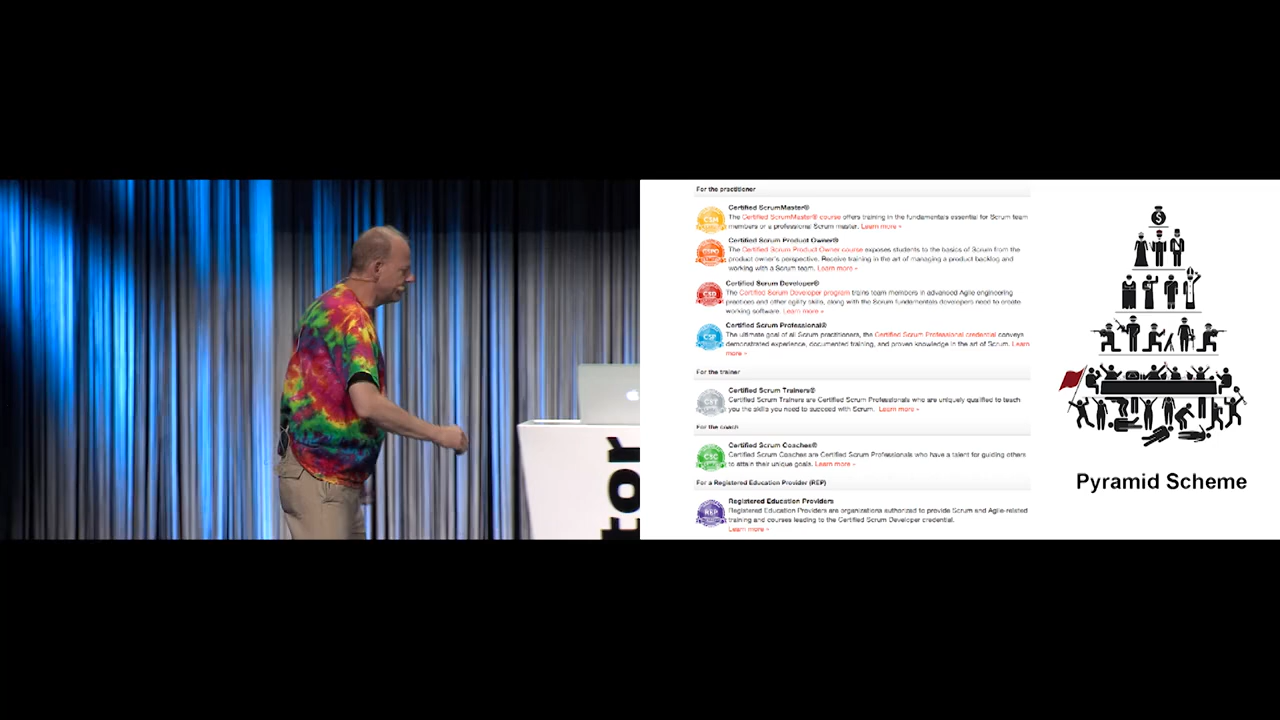 tor
For the practitioner
CSM
Certified ScrumMaster®
The Certified ScrumMaster® course offers training in the fundamentals essential for Scrum team
members or a professional Scrum master. Learn more »
CSPO
Certified Scrum Product Owner®
The Certified Scrum Product Owner course exposes students to the basics of Scrum from the
product owner's perspective. Receive training in the art of managing a product backlog and
working with a Scrum team. Learn more »
CSD
Certified Scrum Developer®
The Certified Scrum Developer program trains team members in advanced Agile engineering
practices and other agility skills, along with the Scrum fundamentals developers need to create
working software. Learn more »
CSP
Certified Scrum Professional®
The ultimate goal of all Scrum practitioners, the Certified Scrum Professional credential conveys
demonstrated experience, documented training, and proven knowledge in the art of Scrum. Learn
more »
For the trainer
CST
Certified Scrum Trainers®
Certified Scrum Trainers are Certified Scrum Professionals who are uniquely qualified to teach
you the skills you need to succeed with Scrum. Learn more »
For the coach
CSC
Certified Scrum Coaches®
Certified Scrum Coaches are Certified Scrum Professionals who have a talent for guiding others
to attain their unique goals. Learn more »
For a Registered Education Provider (REP)
REP
Registered Education Providers
Registered Education Providers are organizations authorized to provide Scrum and Agile-related
training and courses leading to the Certified Scrum Developer credential.
Learn more »
$
Pyramid Scheme